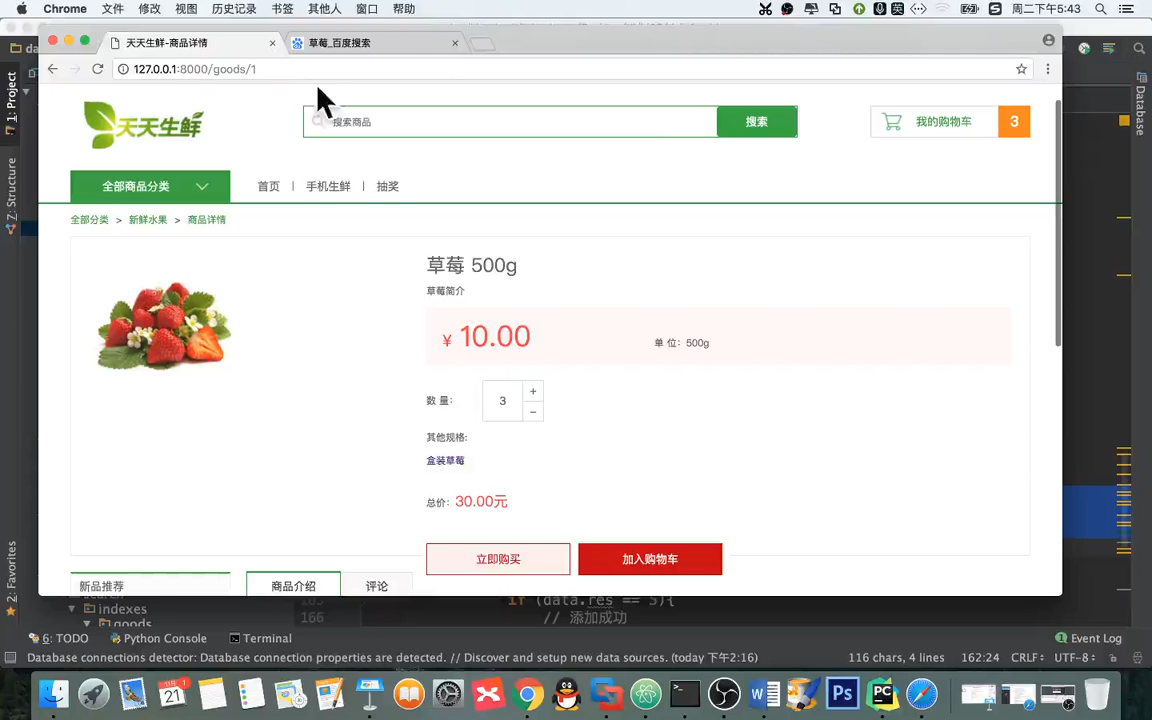 Chrome 文件 修改 视图 历史记录 书签 其他人 窗口 帮助 英 周二下午5:43
天天生鲜-商品详情 草莓_百度搜索
127.0.0.1:8000/goods/1
天天生鲜 搜索商品 搜索 我的购物车 3
全部商品分类 首页 | 手机生鲜 | 抽奖
全部分类 > 新鲜水果 > 商品详情
草莓 500g
草莓简介
¥ 10.00 单 位: 500g
数 量: 3 + −
其他规格:
盒装草莓
总价: 30.00元
立即购买 加入购物车
新品推荐 商品介绍 评论
1: Project
Z: Structure
2: Favorites
Database
indexes
goods
if (data.res == 5){
166 // 添加成功
6: TODO Python Console Terminal 1 Event Log
Database connections detector: Database connection properties are detected. // Discover and setup new data sources. (today 下午2:16) 116 chars, 4 lines 162:24 CRLF÷ UTF-8÷